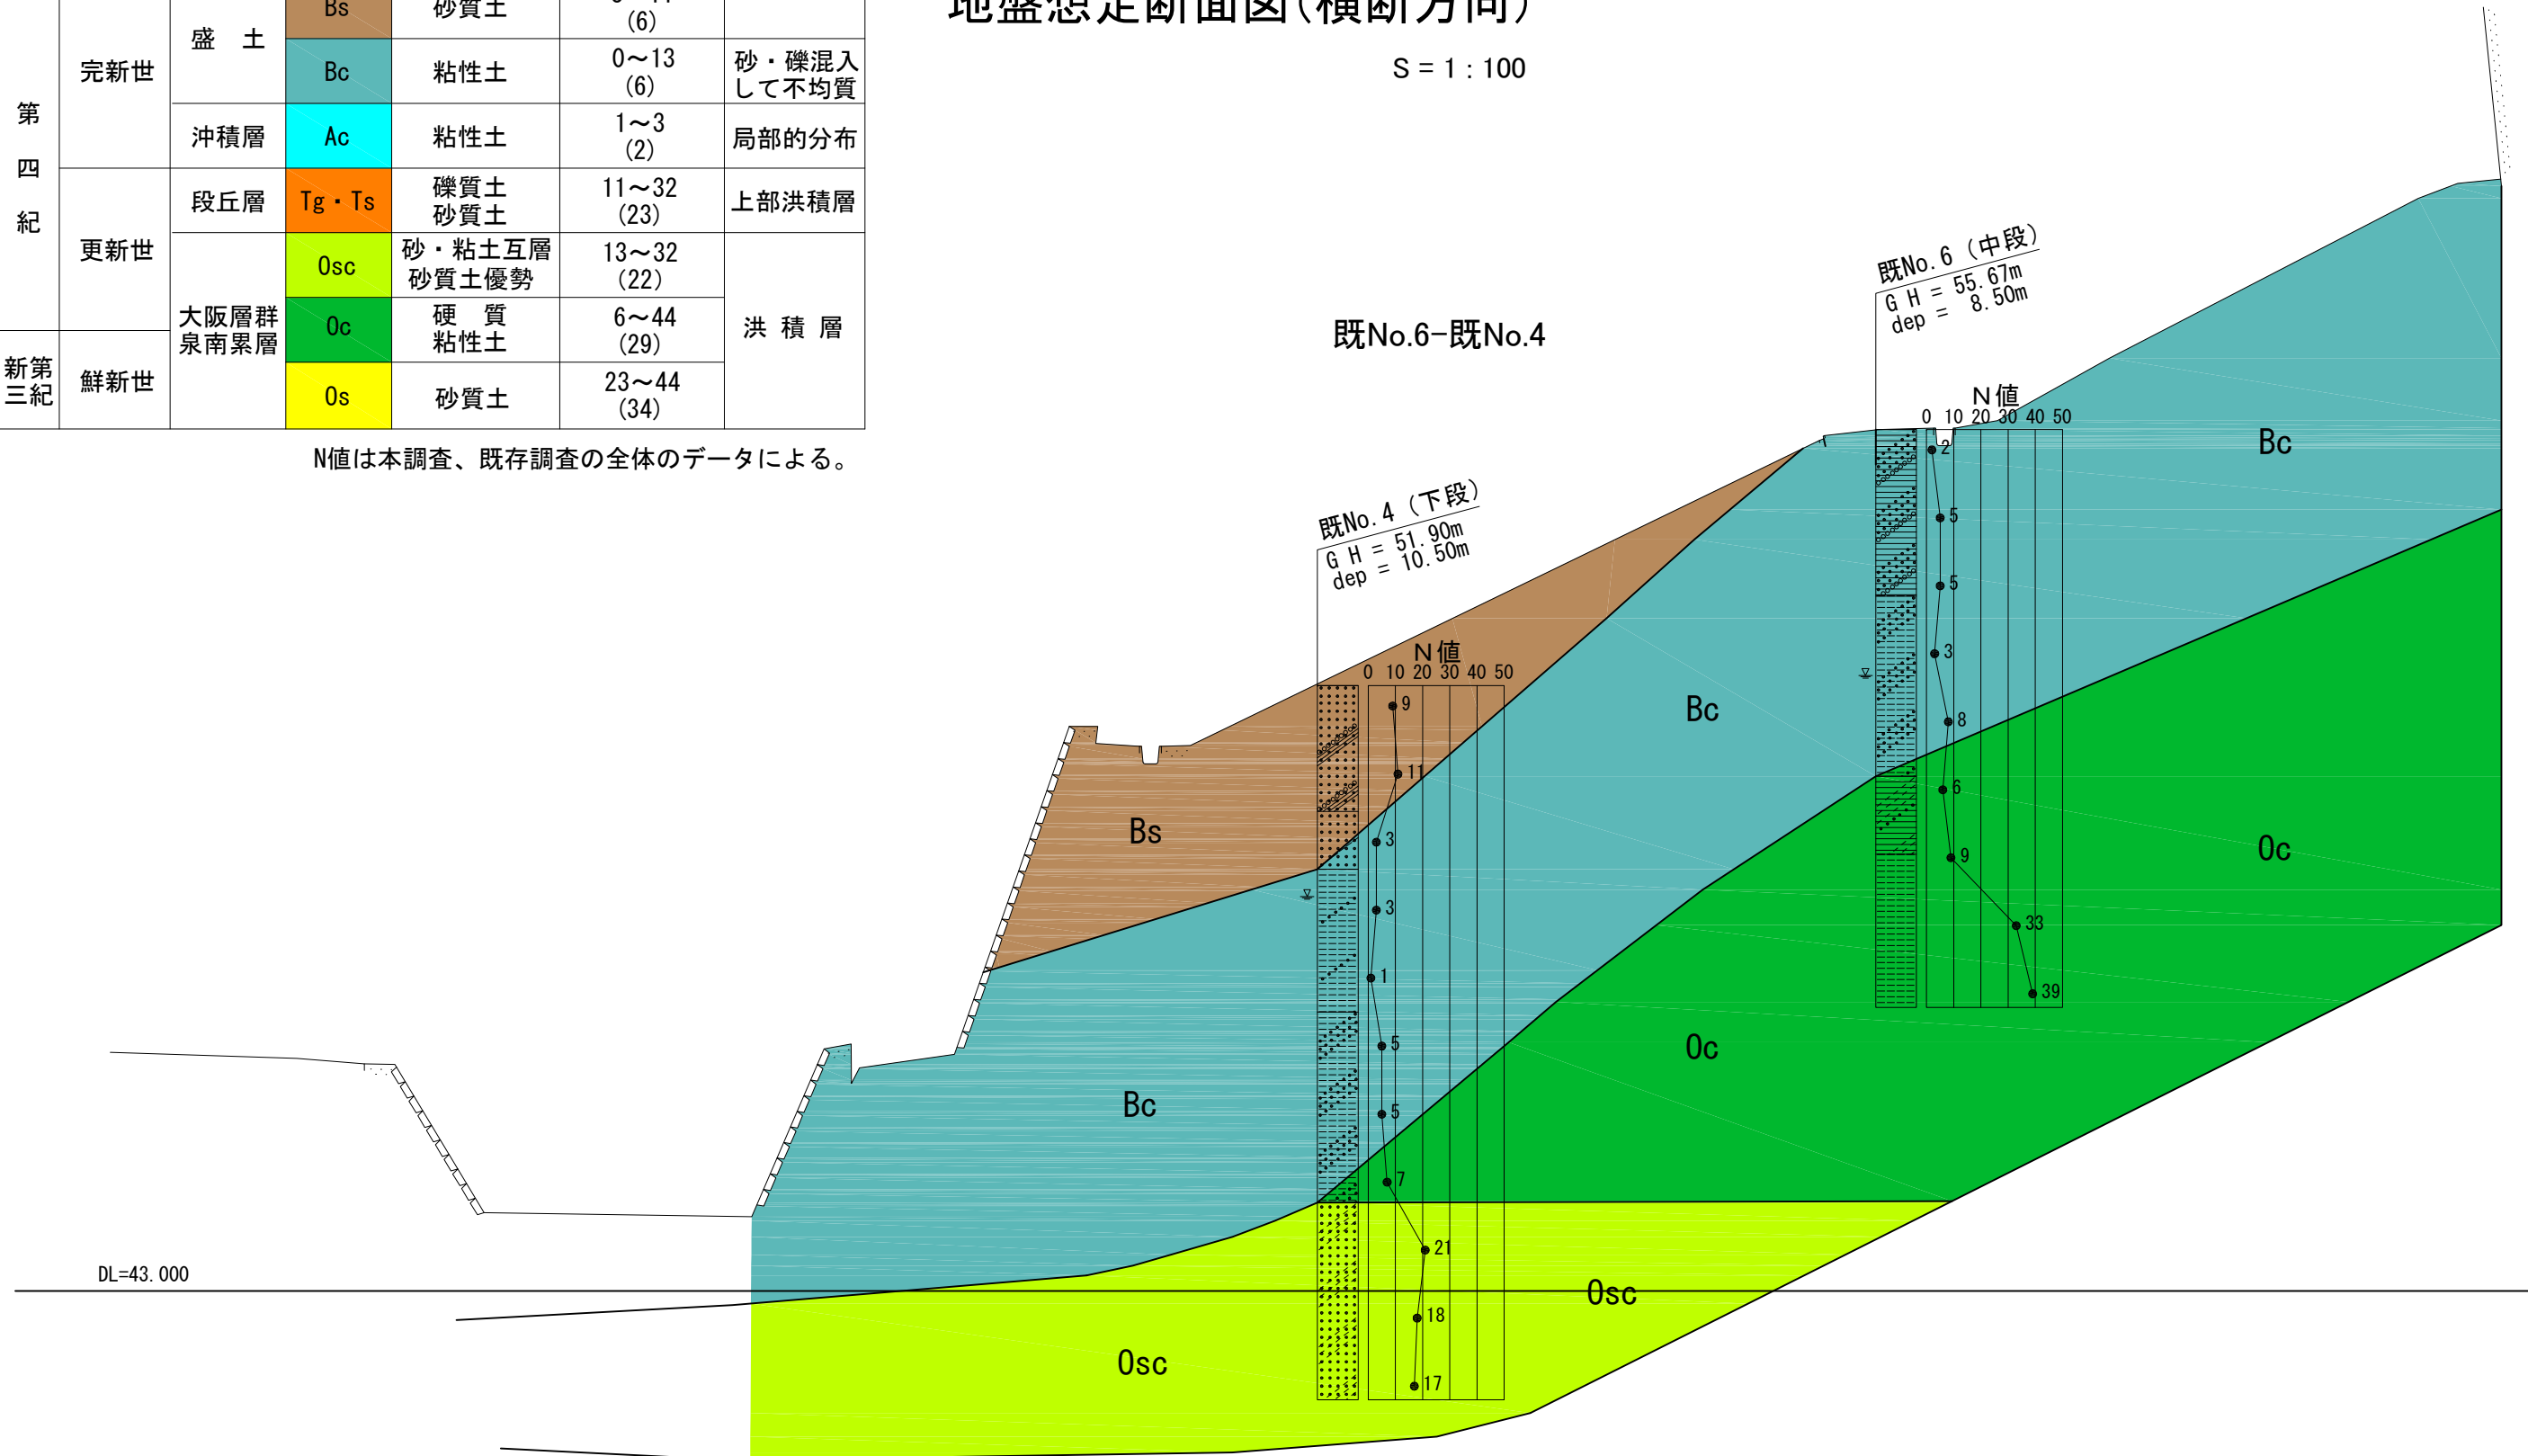 地盤想定断面図(横断方向)
S = 1 : 100
第四紀
新第三紀
完新世
更新世
鮮新世
盛 土
沖積層
段丘層
大阪層群
泉南累層
Bs
砂質土
(6)
Bc
粘性土
0～13
(6)
砂・礫混入
して不均質
Ac
粘性土
1～3
(2)
局部的分布
Tg・Ts
礫質土
砂質土
11～32
(23)
上部洪積層
Osc
砂・粘土互層
砂質土優勢
13～32
(22)
Oc
硬 質
粘性土
6～44
(29)
洪 積 層
Os
砂質土
23～44
(34)
N値は本調査、既存調査の全体のデータによる。
既No.6-既No.4
既No.6（中段）
G H = 55.67m
dep = 8.50m
N値
0 10 20 30 40 50
2
5
5
3
8
6
9
33
39
既No.4（下段）
G H = 51.90m
dep = 10.50m
N値
0 10 20 30 40 50
9
11
3
3
1
5
5
7
21
18
17
Bc
Bc
Bs
Oc
Oc
Bc
Osc
Osc
DL=43.000